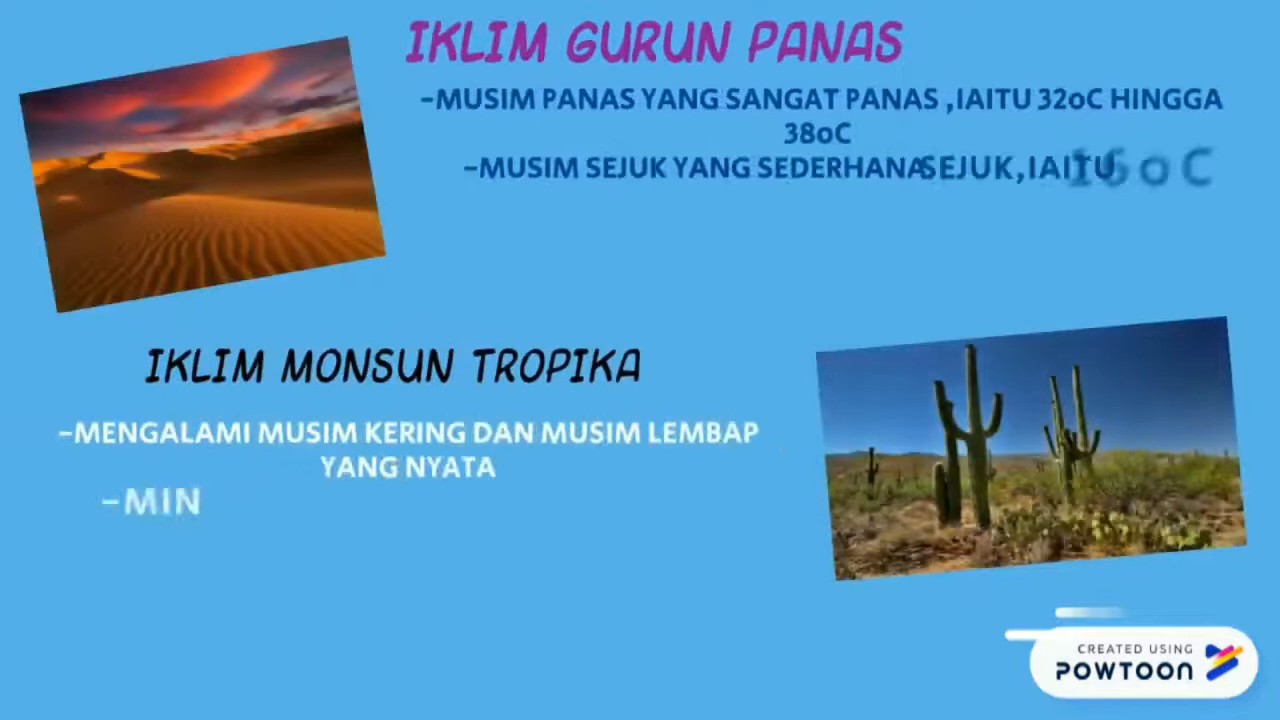 IKLIM GURUN PANAS
-MUSIM PANAS YANG SANGAT PANAS ,IAITU 32oC HINGGA
38oC
-MUSIM SEJUK YANG SEDERHANA SEJUK, IAITU 16oC
IKLIM MONSUN TROPIKA
-MENGALAMI MUSIM KERING DAN MUSIM LEMBAP
YANG NYATA
-MIN
CREATED USING
POWTOON